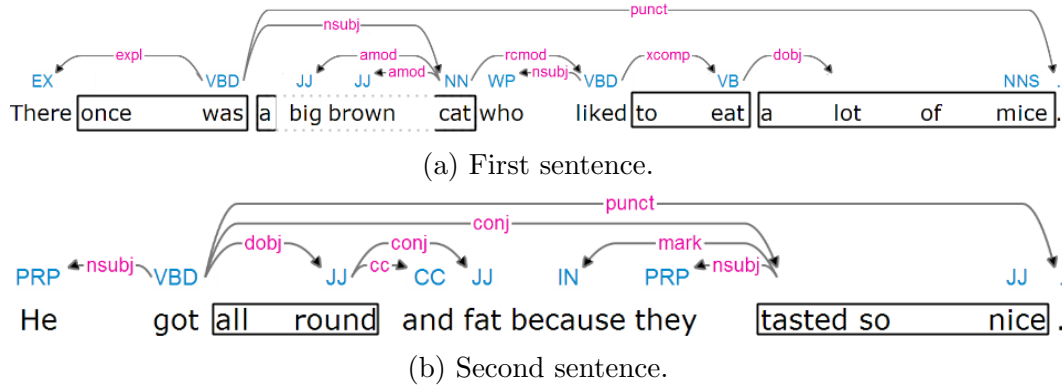 punct
nsubj
expl amod rcmod xcomp dobj
amod nsubj
EX VBD JJ JJ NN WP VBD VB NNS .
There once was a big brown cat who liked to eat a lot of mice .
(a) First sentence.
punct
conj
dobj conj mark
nsubj cc nsubj
PRP VBD JJ CC JJ IN PRP JJ .
He got all round and fat because they tasted so nice .
(b) Second sentence.